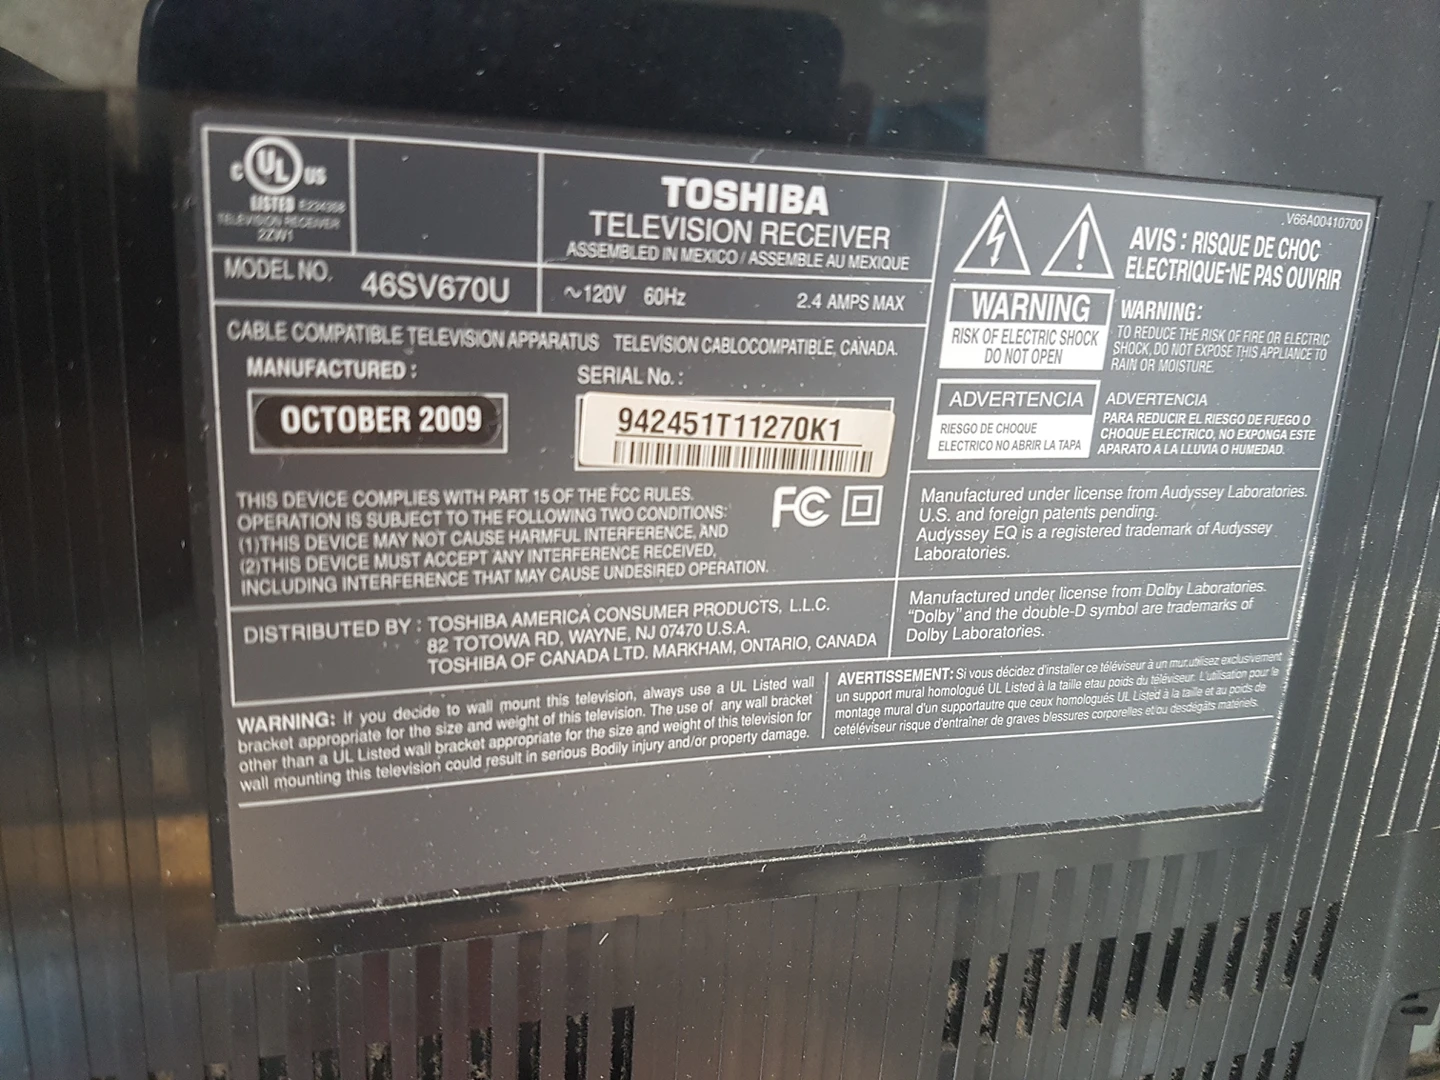 C UL US
LISTED E234368
TELEVISION RECEIVER
2ZW1
TOSHIBA
TELEVISION RECEIVER
ASSEMBLED IN MEXICO / ASSEMBLE AU MEXIQUE
MODEL NO. 46SV670U
~120V 60Hz 2.4 AMPS MAX
CABLE COMPATIBLE TELEVISION APPARATUS TELEVISION CABLOCOMPATIBLE, CANADA.
MANUFACTURED :
OCTOBER 2009
SERIAL No. :
942451T11270K1
THIS DEVICE COMPLIES WITH PART 15 OF THE FCC RULES.
OPERATION IS SUBJECT TO THE FOLLOWING TWO CONDITIONS:
(1)THIS DEVICE MAY NOT CAUSE HARMFUL INTERFERENCE, AND
(2)THIS DEVICE MUST ACCEPT ANY INTERFERENCE RECEIVED,
INCLUDING INTERFERENCE THAT MAY CAUSE UNDESIRED OPERATION.
FC
DISTRIBUTED BY : TOSHIBA AMERICA CONSUMER PRODUCTS, L.L.C.
82 TOTOWA RD, WAYNE, NJ 07470 U.S.A.
TOSHIBA OF CANADA LTD. MARKHAM, ONTARIO, CANADA
V66A00410700
AVIS : RISQUE DE CHOC
ELECTRIQUE-NE PAS OUVRIR
WARNING
RISK OF ELECTRIC SHOCK
DO NOT OPEN
WARNING:
TO REDUCE THE RISK OF FIRE OR ELECTRIC
SHOCK, DO NOT EXPOSE THIS APPLIANCE TO
RAIN OR MOISTURE.
ADVERTENCIA
RIESGO DE CHOQUE
ELECTRICO NO ABRIR LA TAPA
ADVERTENCIA
PARA REDUCIR EL RIESGO DE FUEGO O
CHOQUE ELECTRICO, NO EXPONGA ESTE
APARATO A LA LLUVIA O HUMEDAD.
Manufactured under license from Audyssey Laboratories.
U.S. and foreign patents pending.
Audyssey EQ is a registered trademark of Audyssey
Laboratories.
Manufactured under license from Dolby Laboratories.
"Dolby" and the double-D symbol are trademarks of
Dolby Laboratories.
WARNING: If you decide to wall mount this television, always use a UL Listed wall
bracket appropriate for the size and weight of this television. The use of any wall bracket
other than a UL Listed wall bracket appropriate for the size and weight of this television for
wall mounting this television could result in serious Bodily injury and/or property damage.
AVERTISSEMENT: Si vous décidez d'installer ce téléviseur à un mur,utilisez exclusivement
un support mural homologué UL Listed à la taille etau poids du téléviseur. L'utilisation pour le
montage mural d'un supportautre que ceux homologués UL Listed à la taille et au poids de
cetéléviseur risque d'entraîner de graves blessures corporelles et/ou desdégâts matériels.